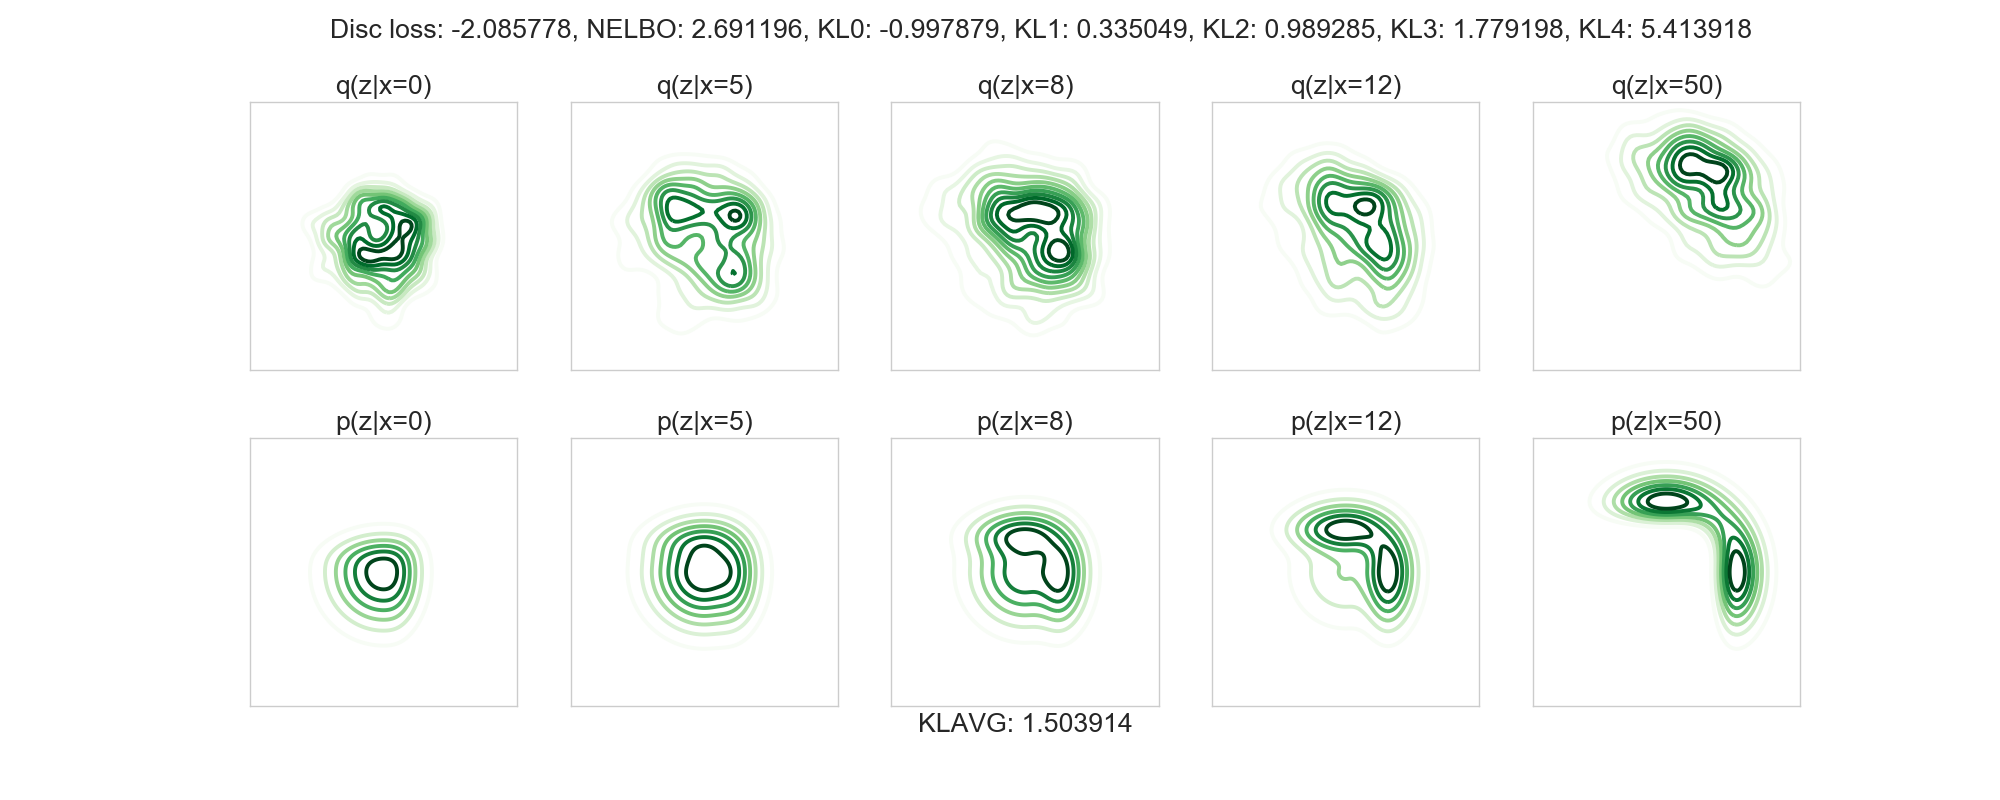 Disc loss: -2.085778, NELBO: 2.691196, KL0: -0.997879, KL1: 0.335049, KL2: 0.989285, KL3: 1.779198, KL4: 5.413918
q(z|x=0) q(z|x=5) q(z|x=8) q(z|x=12) q(z|x=50)
p(z|x=0) p(z|x=5) p(z|x=8) p(z|x=12) p(z|x=50)
KLAVG: 1.503914